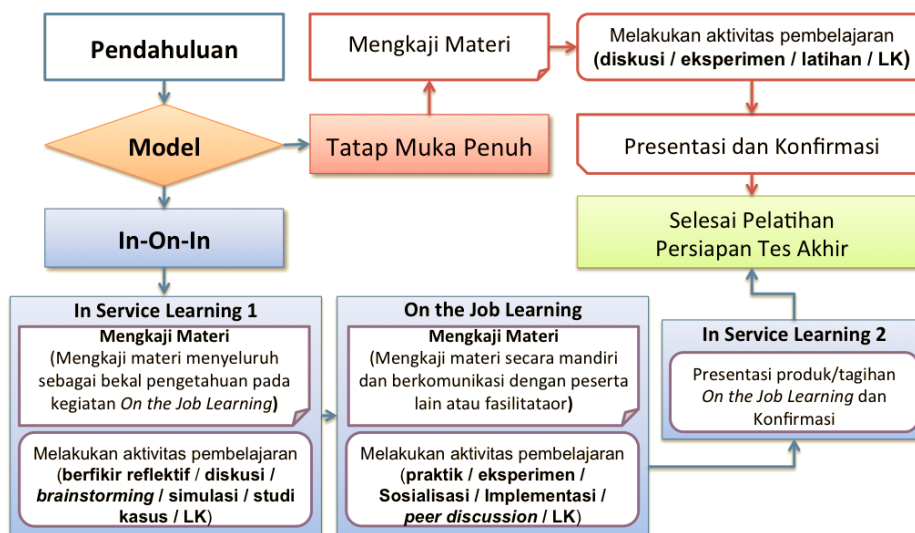 Pendahuluan
Model
Tatap Muka Penuh
Mengkaji Materi
Melakukan aktivitas pembelajaran
(diskusi / eksperimen / latihan / LK)
Presentasi dan Konfirmasi
Selesai Pelatihan
Persiapan Tes Akhir
In-On-In
In Service Learning 1
Mengkaji Materi
(Mengkaji materi menyeluruh
sebagai bekal pengetahuan pada
kegiatan On the Job Learning)
Melakukan aktivitas pembelajaran
(berfikir reflektif / diskusi /
brainstorming / simulasi / studi
kasus / LK)
On the Job Learning
Mengkaji Materi
(Mengkaji materi secara mandiri
dan berkomunikasi dengan peserta
lain atau fasilitataor)
Melakukan aktivitas pembelajaran
(praktik / eksperimen /
Sosialisasi / Implementasi /
peer discussion / LK)
In Service Learning 2
Presentasi produk/tagihan
On the Job Learning dan
Konfirmasi